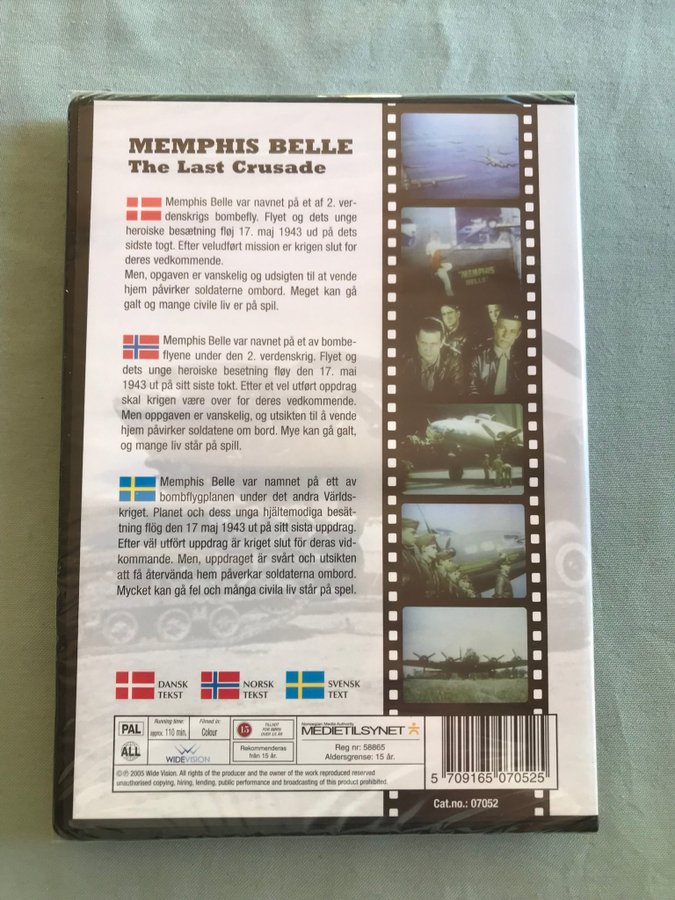 MEMPHIS BELLE
The Last Crusade
Memphis Belle var navnet på et af 2. ver-
denskrigs bombefly. Flyet og dets unge
heroiske besætning fløj 17. maj 1943 ud på dets
sidste togt. Efter veludført mission er krigen slut for
deres vedkommende.
Men, opgaven er vanskelig og udsigten til at vende
hjem påvirker soldaterne ombord. Meget kan gå
galt og mange civile liv er på spil.
Memphis Belle var navnet på et av bombe-
flyene under den 2. verdenskrig. Flyet og
dets unge heroiske besetning fløy den 17. mai
1943 ut på sitt siste tokt. Etter et vel utført oppdrag
skal krigen være over for deres vedkommende.
Men oppgaven er vanskelig, og utsikten til å vende
hjem påvirker soldatene om bord. Mye kan gå galt,
og mange liv står på spill.
Memphis Belle var namnet på ett av
bombflygplanen under det andra Världs-
kriget. Planet och dess unga hjältemodiga besätt-
tning flög den 17 maj 1943 ut på sitt sista uppdrag.
Efter väl utfört uppdrag är kriget slut för deras vid-
kommande. Men, uppdraget är svårt och utsikten
att få återvända hem påverkar soldaterna ombord.
Mycket kan gå fel och många civila liv står på spel.
"MEMPHIS
BELLE"
DANSK
TEKST
NORSK
TEKST
SVENSK
TEXT
PAL
Running time:
approx. 110 min.
Filmed in:
Colour
ALL
WIDEVISION
15
TILLADT
FOR BØRN
OVER 15 ÅR
Rekommenderas
från 15 år.
Norwegian Media Authority
MEDIETILSYNET
Reg nr: 58865
Aldersgrense: 15 år.
©℗ 2005 Wide Vision. All rights of the producer and the owner of the work reproduced reserved
unauthorised copying, hiring, lending, public performance and broadcasting of this product prohibited.
5 709165 070525
Cat.no.: 07052